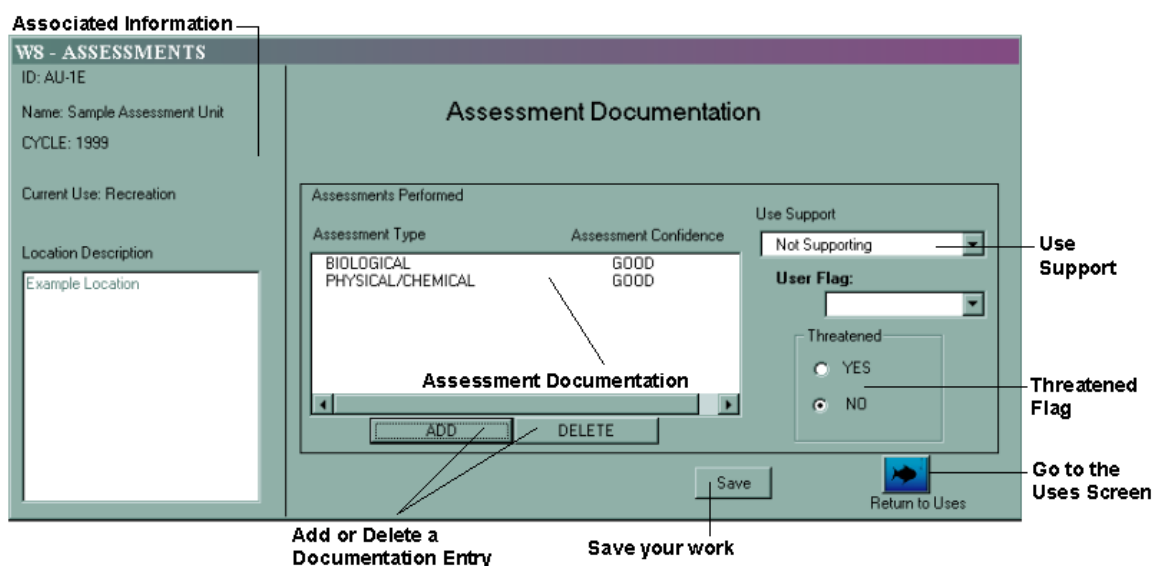 Associated Information
W8 - ASSESSMENTS
ID: AU-1E
Name: Sample Assessment Unit
CYCLE: 1999
Current Use: Recreation
Location Description
Example Location
Assessment Documentation
Assessments Performed
Assessment Type Assessment Confidence
BIOLOGICAL GOOD
PHYSICAL/CHEMICAL GOOD
Assessment Documentation
ADD DELETE
Use Support
Not Supporting
User Flag:
Threatened
YES
NO
Save
Return to Uses
Use
Support
Threatened
Flag
Go to the
Uses Screen
Add or Delete a
Documentation Entry
Save your work